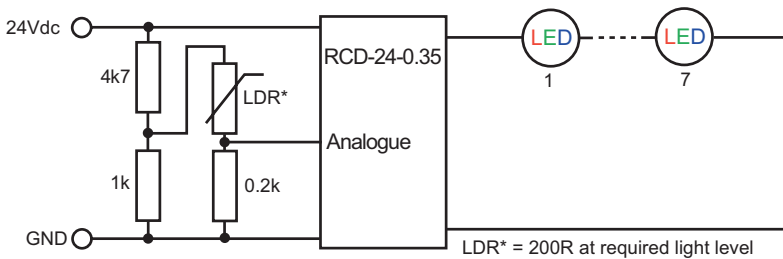 24Vdc
RCD-24-0.35
LED
LED
4k7
LDR*
1
7
Analogue
1k
0.2k
GND
LDR* = 200R at required light level